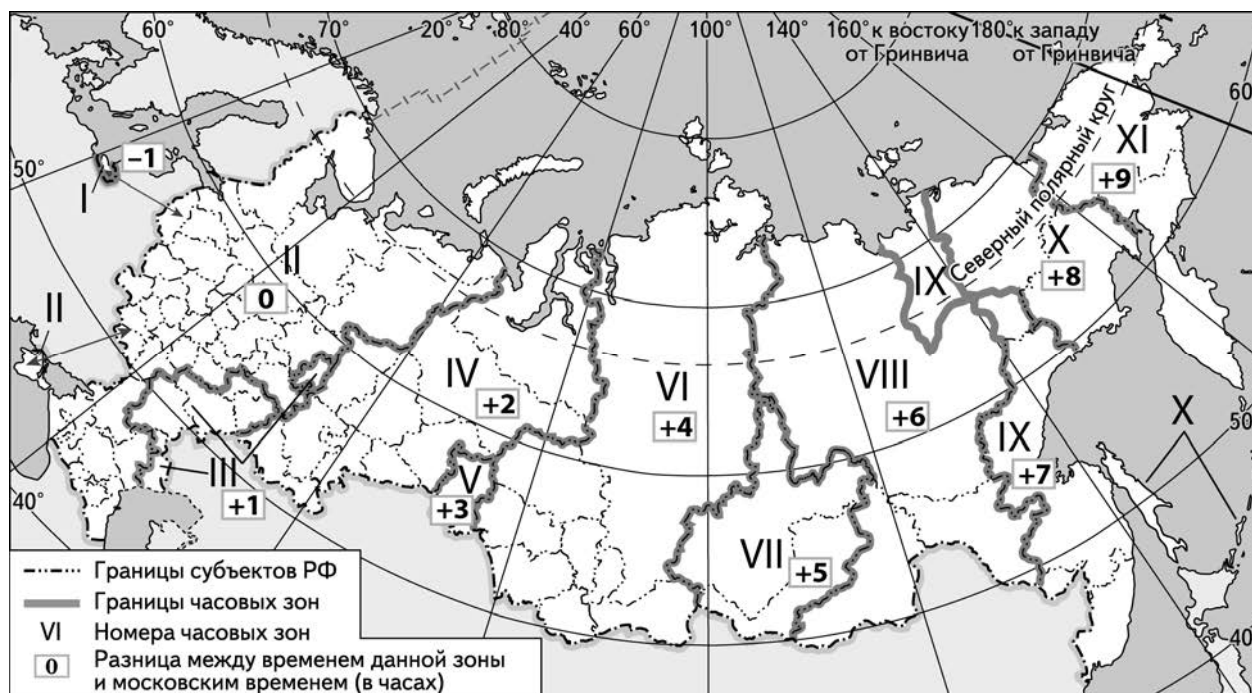 60°
70°
20°
40°
60°
80°
100°
120°
140°
160° к востоку
от Гринвича
180° к западу
от Гринвича
60°
50°
–1
I
II
0
II
40°
III
+1
IV
+2
V
+3
VI
+4
VII
+5
VIII
+6
IX
IX
+7
Северный полярный круг
X
+8
XI
+9
X
50°
40°
Границы субъектов РФ
Границы часовых зон
VI Номера часовых зон
0 Разница между временем данной зоны
и московским временем (в часах)